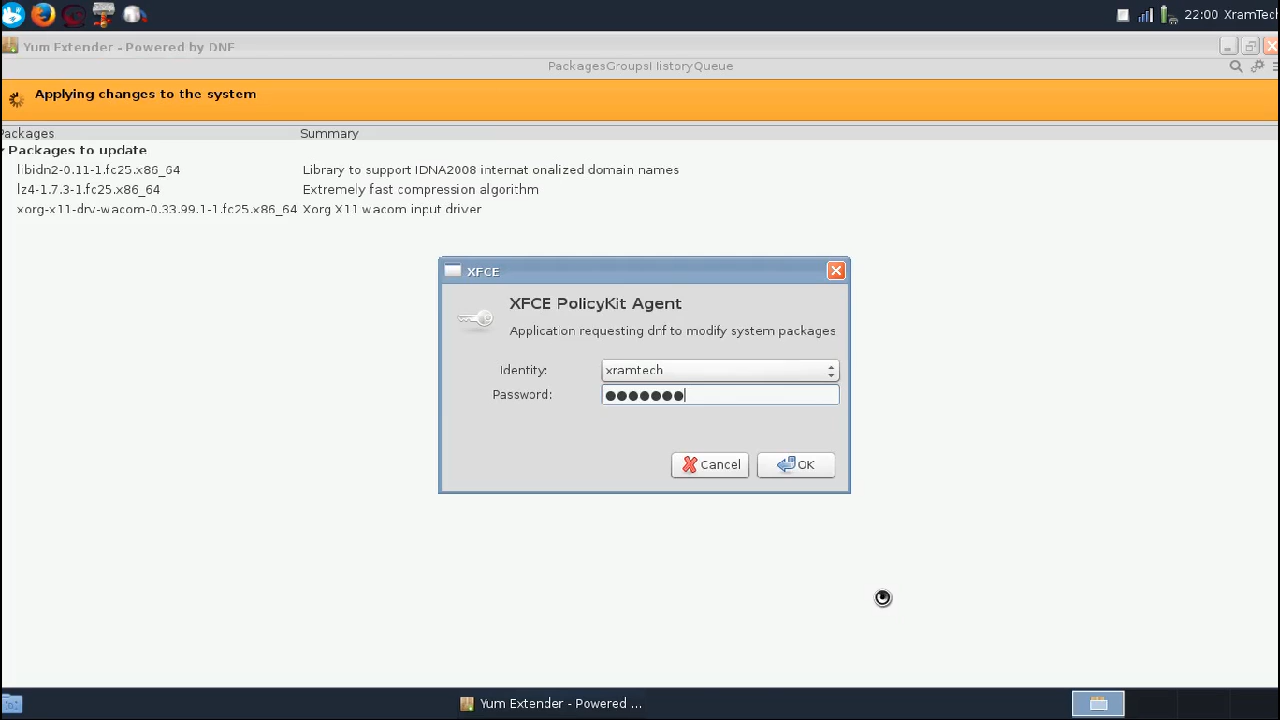 22:00 XramTech
Yum Extender - Powered by DNF
PackagesGroupsHistoryQueue
Applying changes to the system
Packages Summary
Packages to update
libidn2-0.11-1.fc25.x86_64 Library to support IDNA2008 internationalized domain names
lz4-1.7.3-1.fc25.x86_64 Extremely fast compression algorithm
xorg-x11-drv-wacom-0.33.99.1-1.fc25.x86_64 Xorg X11 wacom input driver
XFCE
XFCE PolicyKit Agent
Application requesting dnf to modify system packages
Identity: xramtech
Password: ●●●●●●●
Cancel OK
Yum Extender - Powered ...